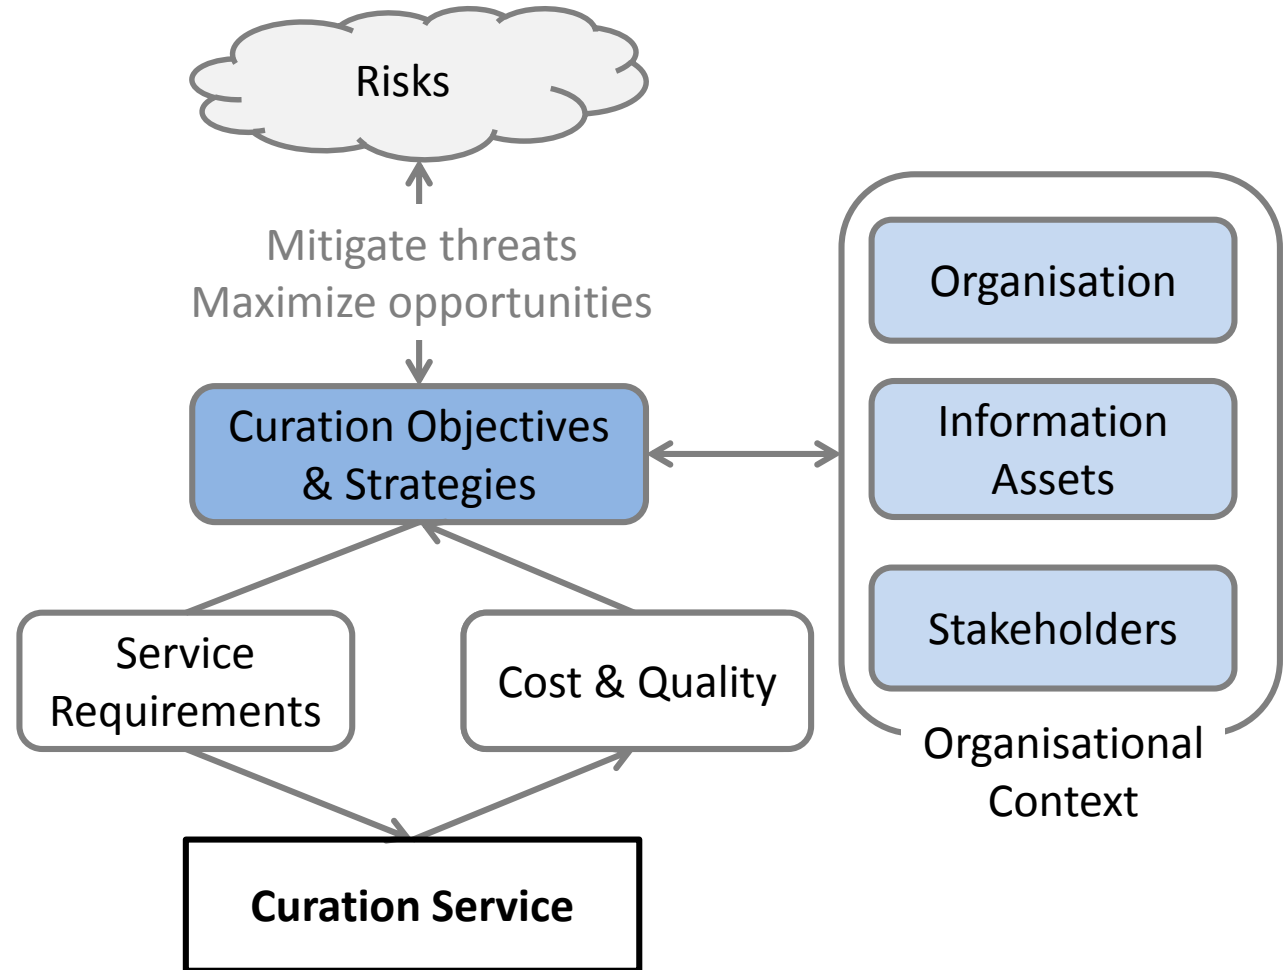 Risks
Mitigate threats
Maximize opportunities
Curation Objectives
& Strategies
Service
Requirements
Cost & Quality
Curation Service
Organisation
Information
Assets
Stakeholders
Organisational
Context